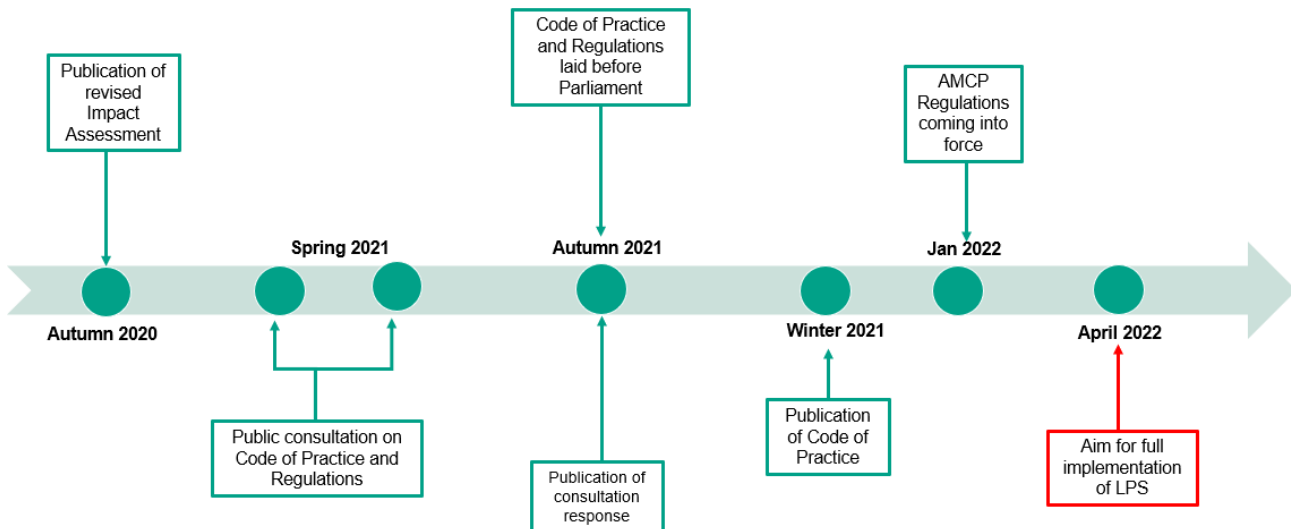 Publication of
revised
Impact
Assessment
Code of Practice
and Regulations
laid before
Parliament
AMCP
Regulations
coming into
force
Spring 2021
Autumn 2021
Jan 2022
Autumn 2020
Winter 2021
April 2022
Public consultation on
Code of Practice and
Regulations
Publication of
consultation
response
Publication
of Code of
Practice
Aim for full
implementation
of LPS